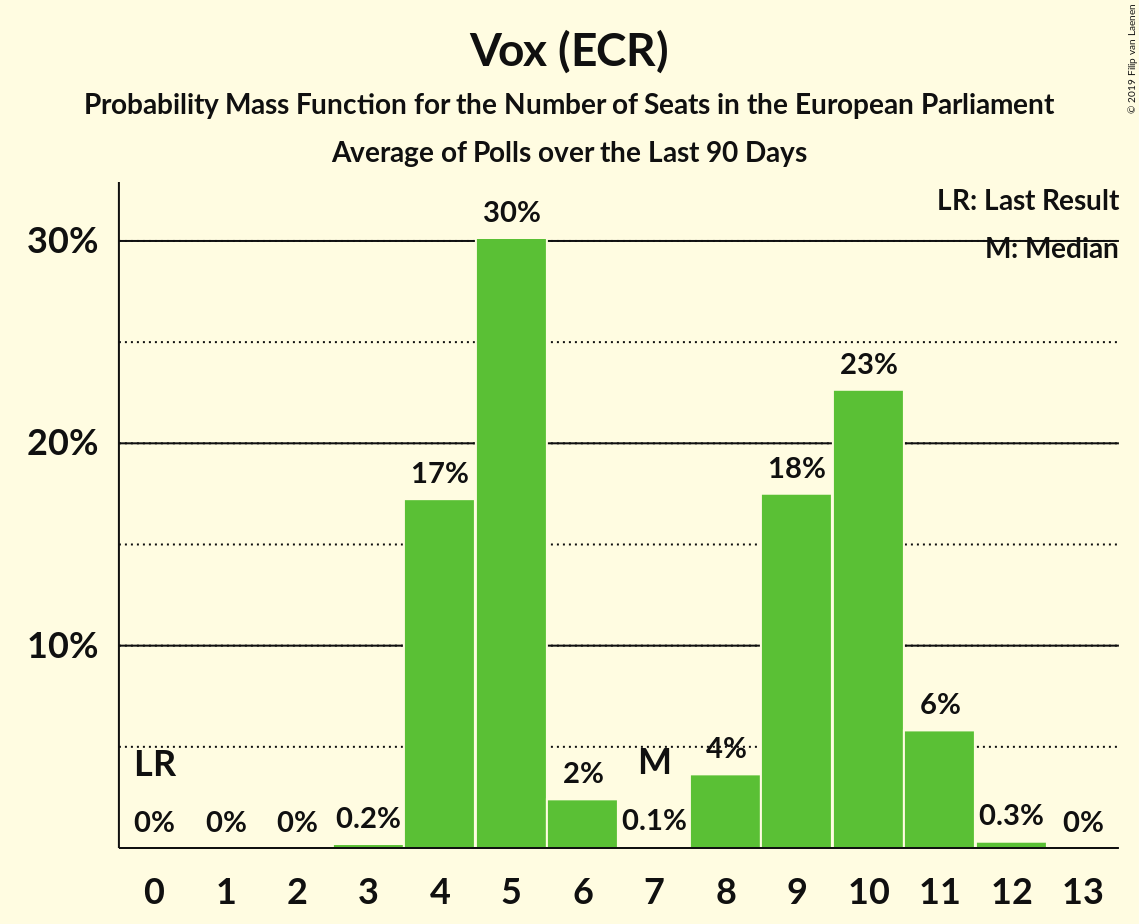 Vox (ECR)
Probability Mass Function for the Number of Seats in the European Parliament
Average of Polls over the Last 90 Days
© 2019 Filip van Laenen
LR: Last Result
M: Median
30%
20%
10%
LR
M
0% 0% 0% 0.2% 17% 30% 2% 0.1% 4% 18% 23% 6% 0.3% 0%
0 1 2 3 4 5 6 7 8 9 10 11 12 13